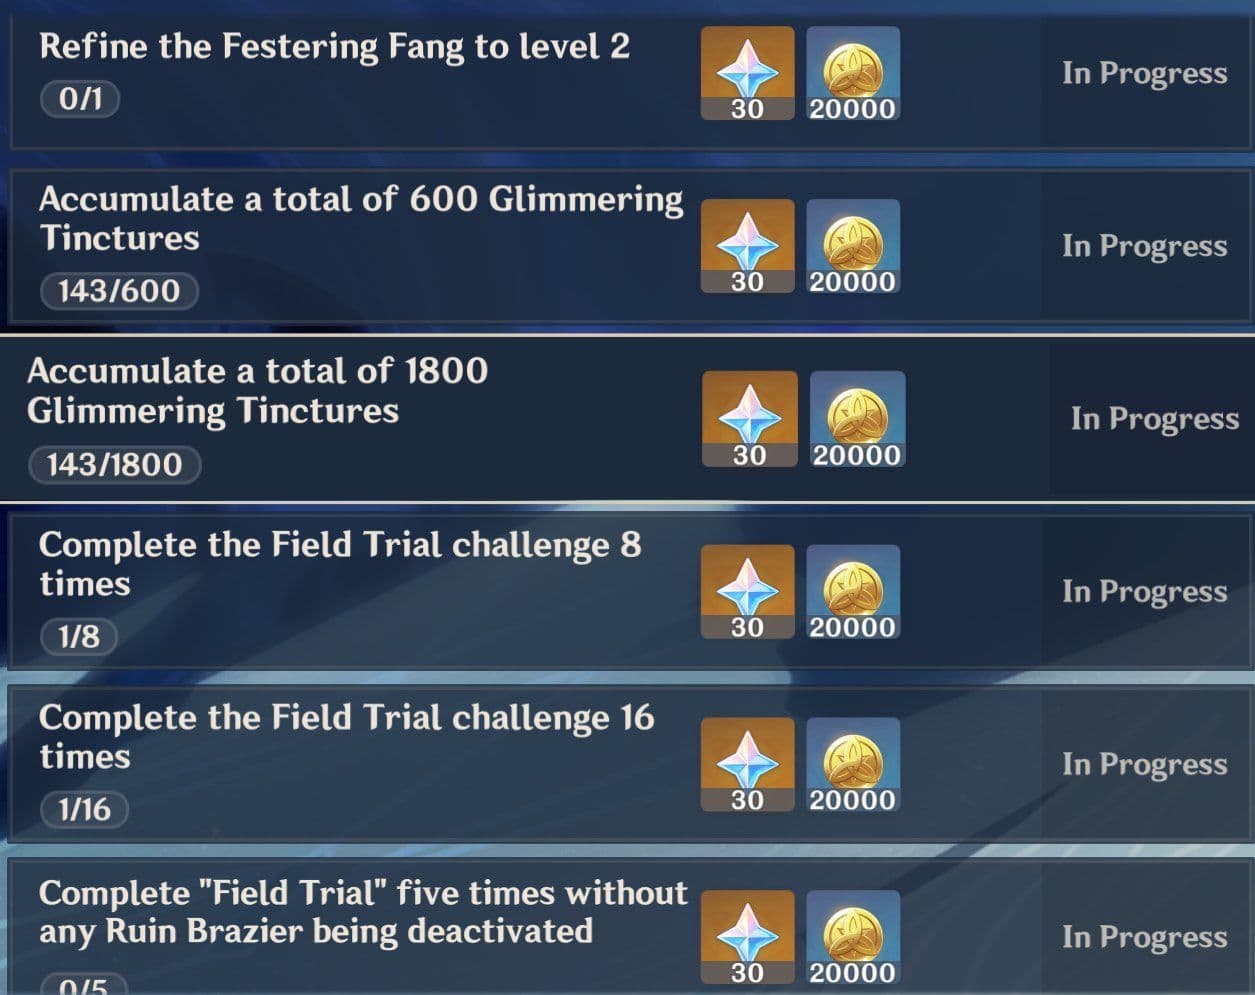 Refine the Festering Fang to level 2
0/1
30
20000
In Progress
Accumulate a total of 600 Glimmering
Tinctures
143/600
30
20000
In Progress
Accumulate a total of 1800
Glimmering Tinctures
143/1800
30
20000
In Progress
Complete the Field Trial challenge 8
times
1/8
30
20000
In Progress
Complete the Field Trial challenge 16
times
1/16
30
20000
In Progress
Complete "Field Trial" five times without
any Ruin Brazier being deactivated
0/5
30
20000
In Progress